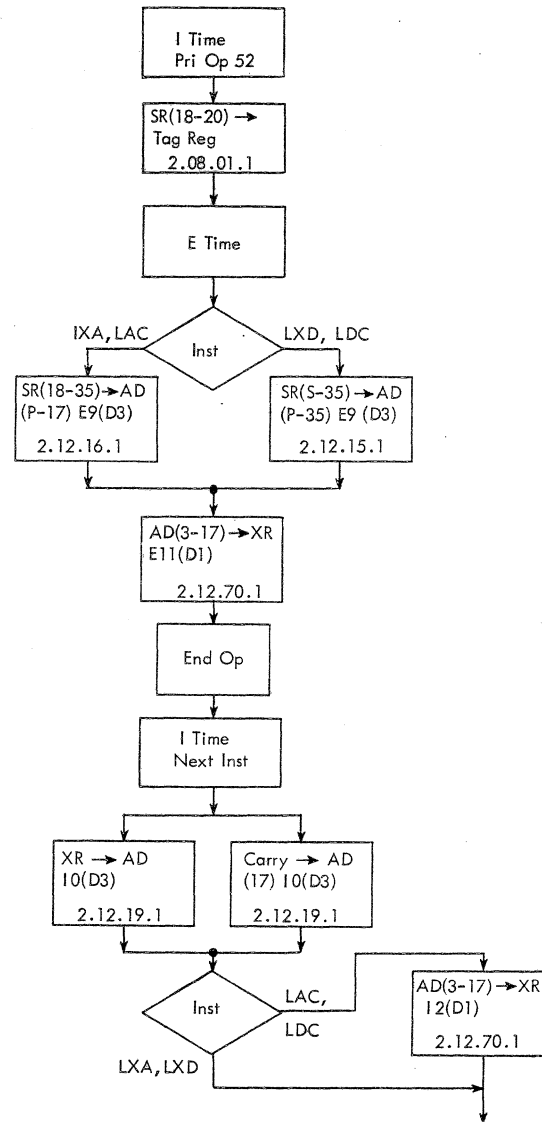 I Time
Pri Op 52
SR(18-20) →
Tag Reg
2.08.01.1
E Time
IXA, LAC
Inst
LXD, LDC
SR(18-35)→AD
(P-17) E9(D3)
2.12.16.1
SR(S-35)→AD
(P-35) E9 (D3)
2.12.15.1
AD(3-17)→XR
E11(D1)
2.12.70.1
End Op
I Time
Next Inst
XR → AD
I0(D3)
2.12.19.1
Carry → AD
(17) I0(D3)
2.12.19.1
Inst
LAC,
LDC
LXA, LXD
AD(3-17)→XR
I2(D1)
2.12.70.1